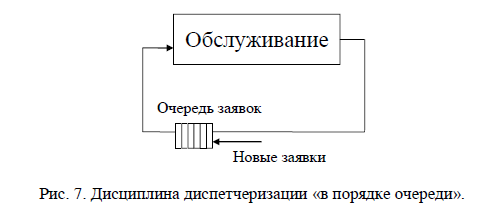 Обслуживание
Очередь заявок
Новые заявки
Рис. 7. Дисциплина диспетчеризации «в порядке очереди».